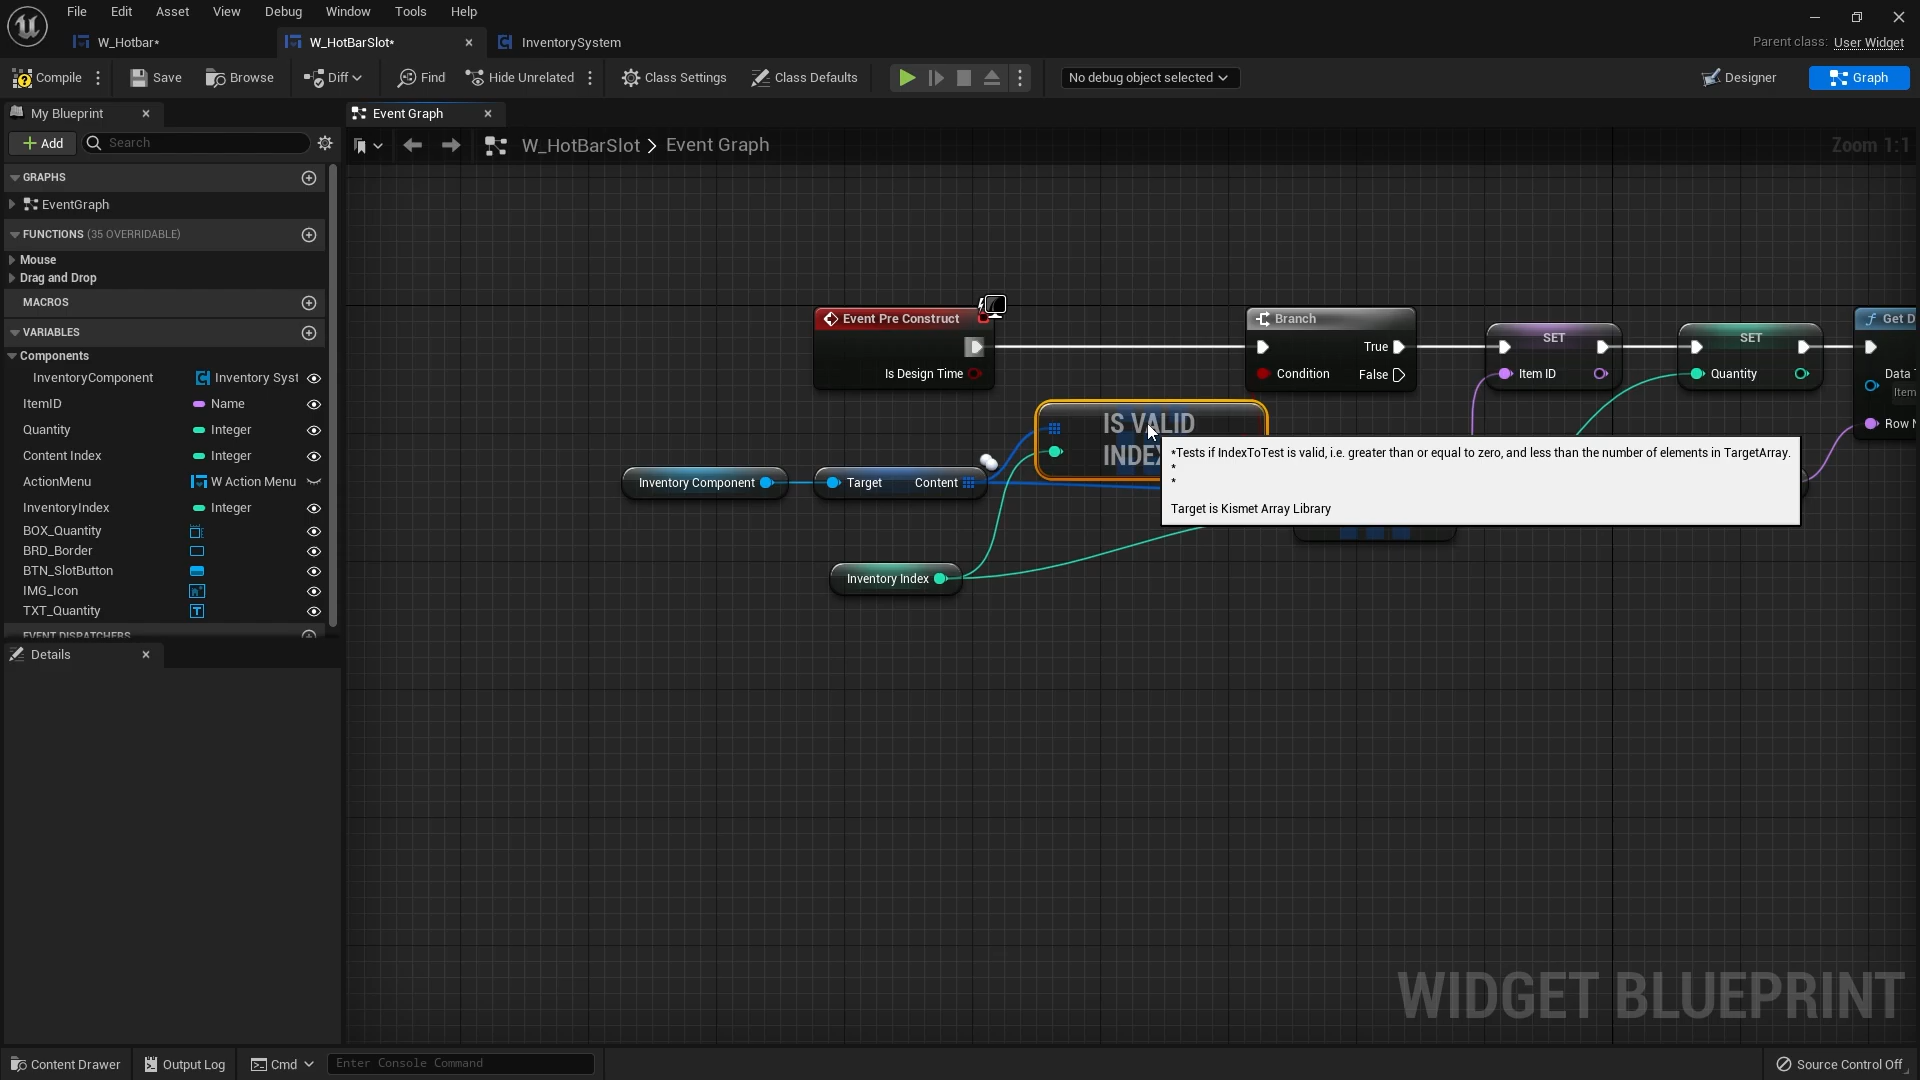 File Edit Asset View Debug Window Tools Help
W_Hotbar*
W_HotBarSlot*
InventorySystem
Parent class: User Widget
Compile
Save
Browse
Diff
Find
Hide Unrelated
Class Settings
Class Defaults
No debug object selected
Designer
Graph
My Blueprint
Event Graph
Add
Search
W_HotBarSlot > Event Graph
Zoom 1:1
GRAPHS
EventGraph
FUNCTIONS (35 OVERRIDABLE)
Mouse
Drag and Drop
MACROS
VARIABLES
Components
InventoryComponent Inventory Syst
ItemID Name
Quantity Integer
Content Index Integer
ActionMenu W Action Menu
InventoryIndex Integer
BOX_Quantity
BRD_Border
BTN_SlotButton
IMG_Icon
TXT_Quantity
EVENT DISPATCHERS
Details
Event Pre Construct
Is Design Time
Branch
True
Condition False
SET
Item ID
SET
Quantity
Get D
Data T
Item
Row N
IS VALID
INDEX
Inventory Component
Target Content
Inventory Index
*Tests if IndexToTest is valid, i.e. greater than or equal to zero, and less than the number of elements in TargetArray.
*
*
Target is Kismet Array Library
WIDGET BLUEPRINT
Content Drawer
Output Log
Cmd
Enter Console Command
Source Control Off